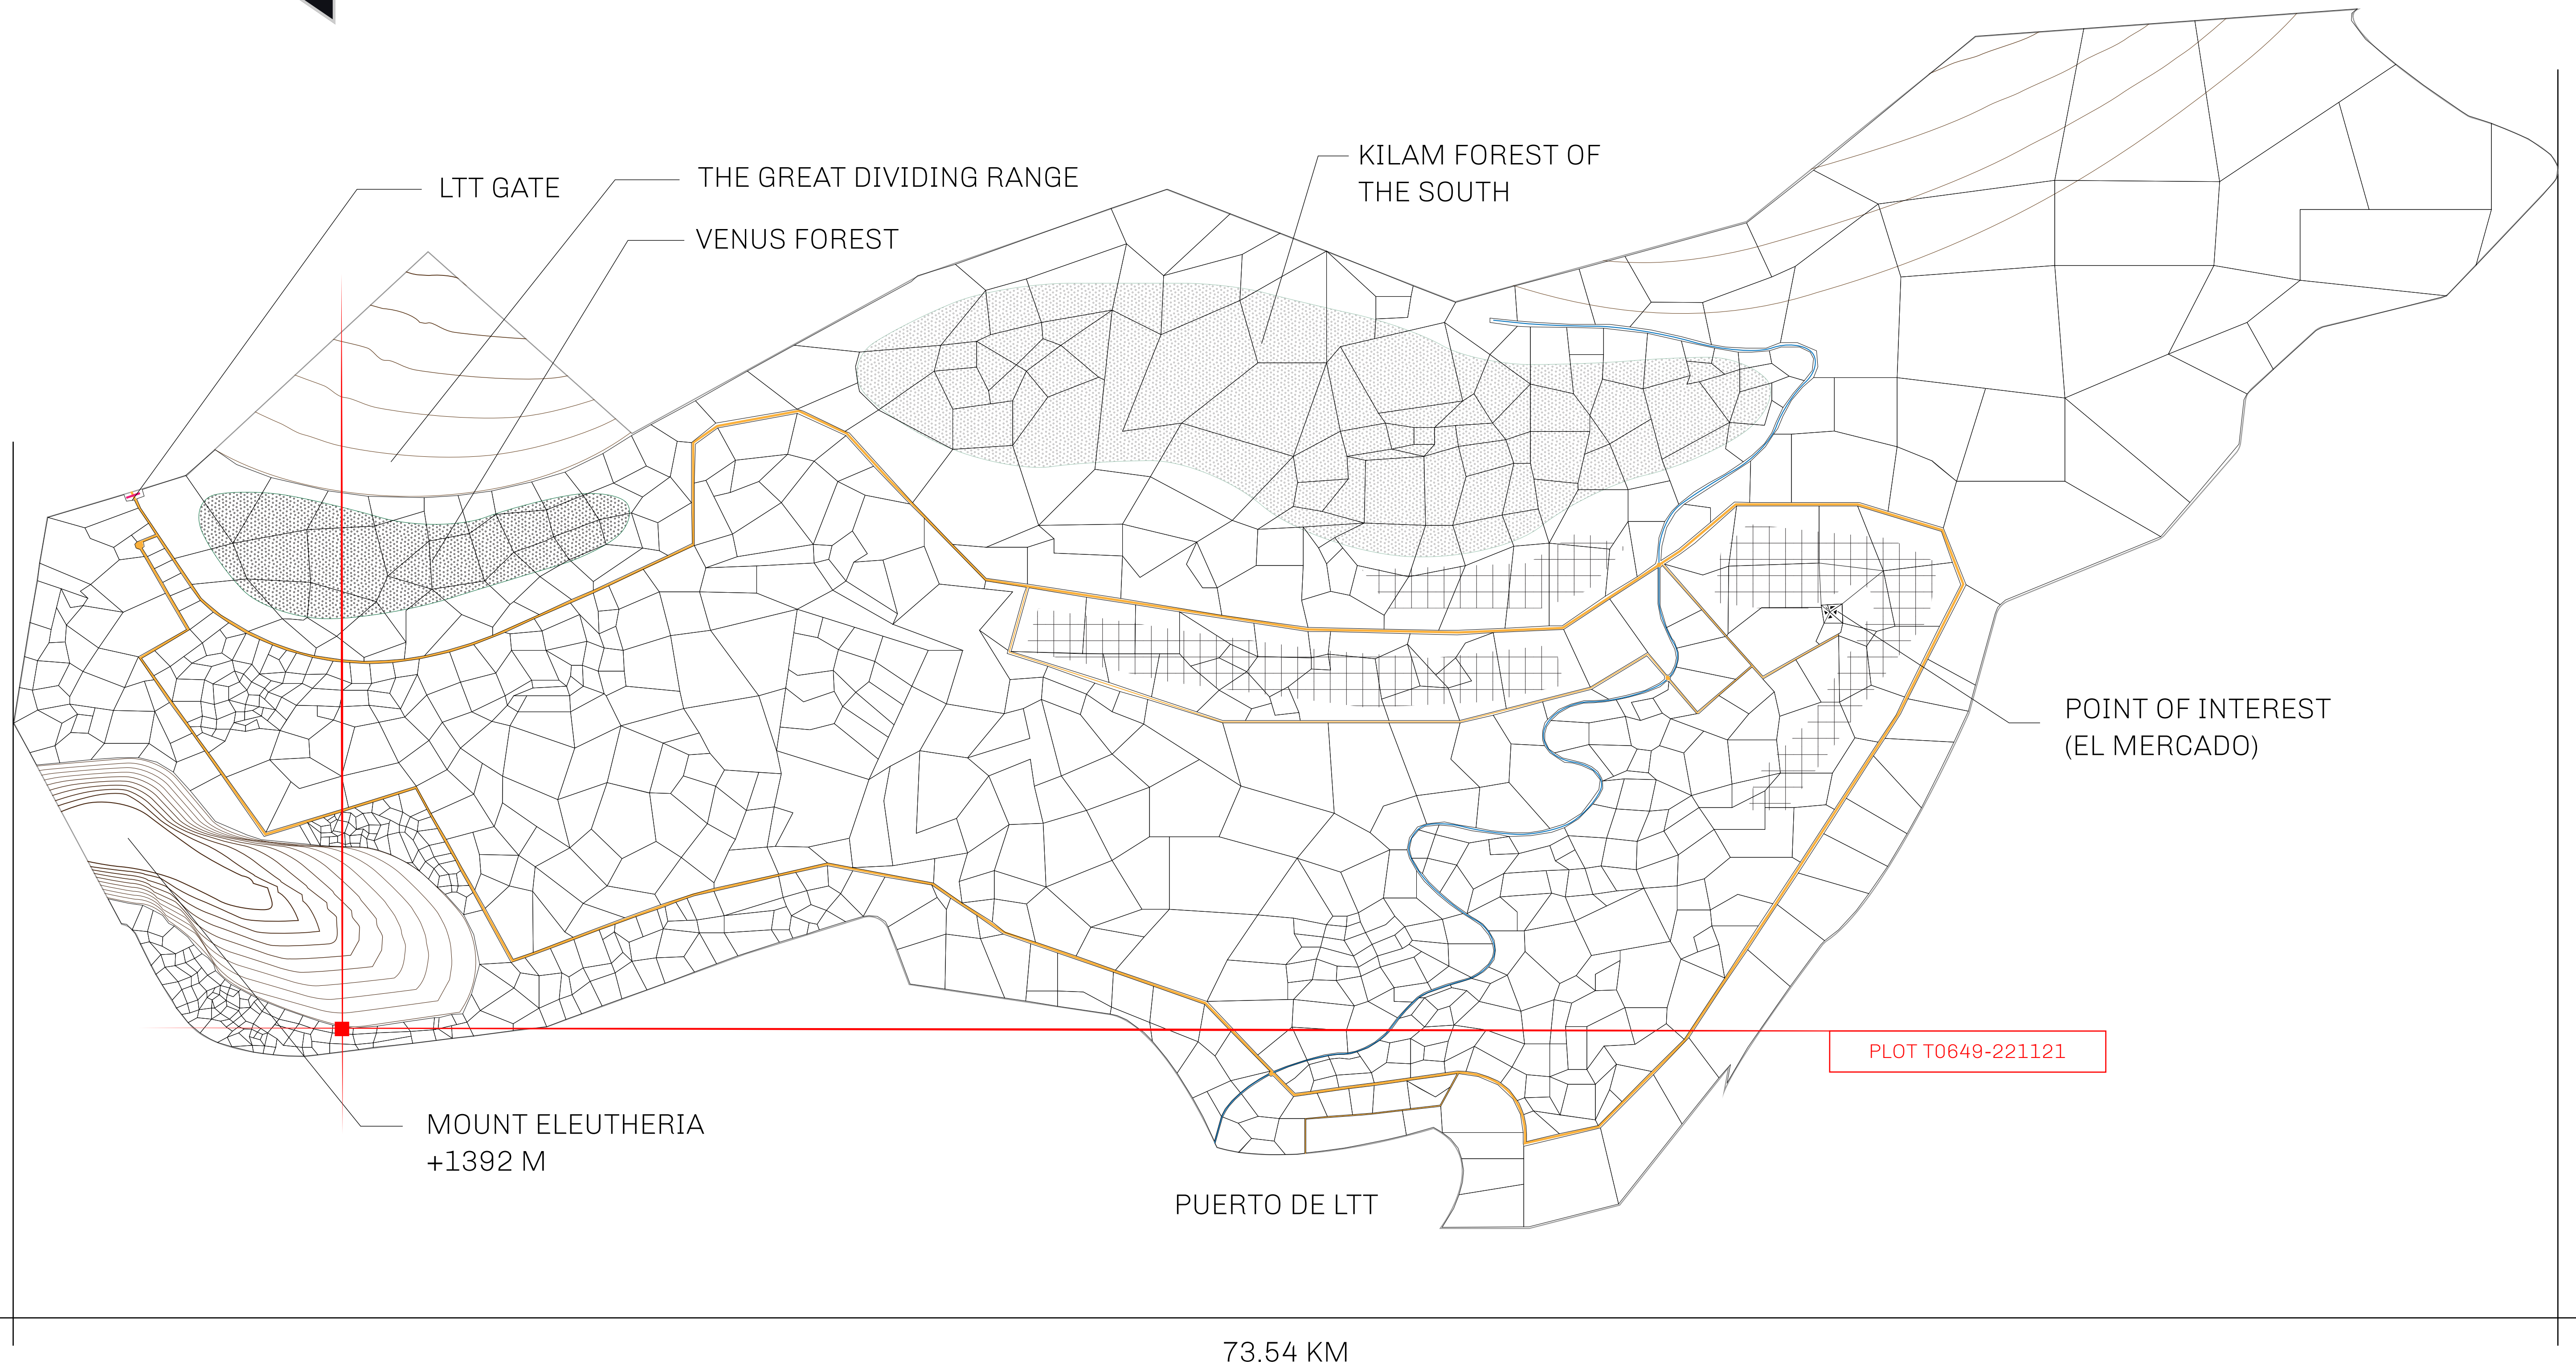 KILAM FOREST OF
THE SOUTH
LTT GATE
THE GREAT DIVIDING RANGE
VENUS FOREST
POINT OF INTEREST
(EL MERCADO)
PLOT T0649-221121
MOUNT ELEUTHERIA
+1392 M
PUERTO DE LTT
73.54 KM